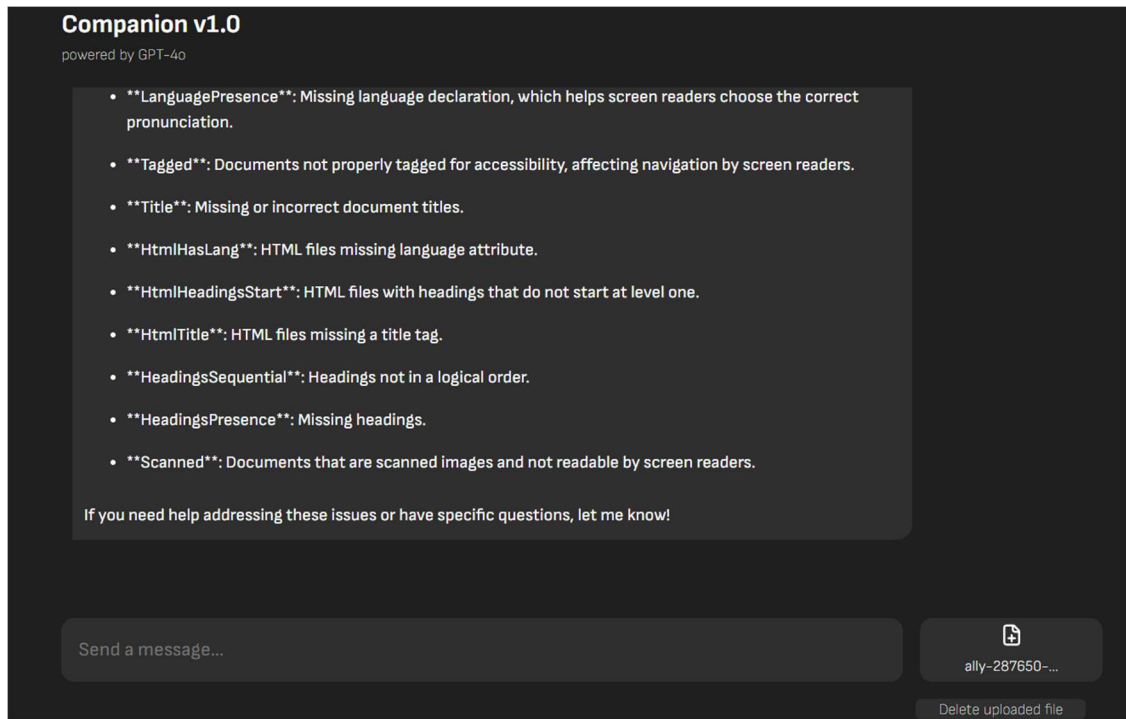 Companion v1.0
powered by GPT-4o
• **LanguagePresence**: Missing language declaration, which helps screen readers choose the correct
pronunciation.
• **Tagged**: Documents not properly tagged for accessibility, affecting navigation by screen readers.
• **Title**: Missing or incorrect document titles.
• **HtmlHasLang**: HTML files missing language attribute.
• **HtmlHeadingsStart**: HTML files with headings that do not start at level one.
• **HtmlTitle**: HTML files missing a title tag.
• **HeadingsSequential**: Headings not in a logical order.
• **HeadingsPresence**: Missing headings.
• **Scanned**: Documents that are scanned images and not readable by screen readers.
If you need help addressing these issues or have specific questions, let me know!
Send a message...
ally-287650-...
Delete uploaded file